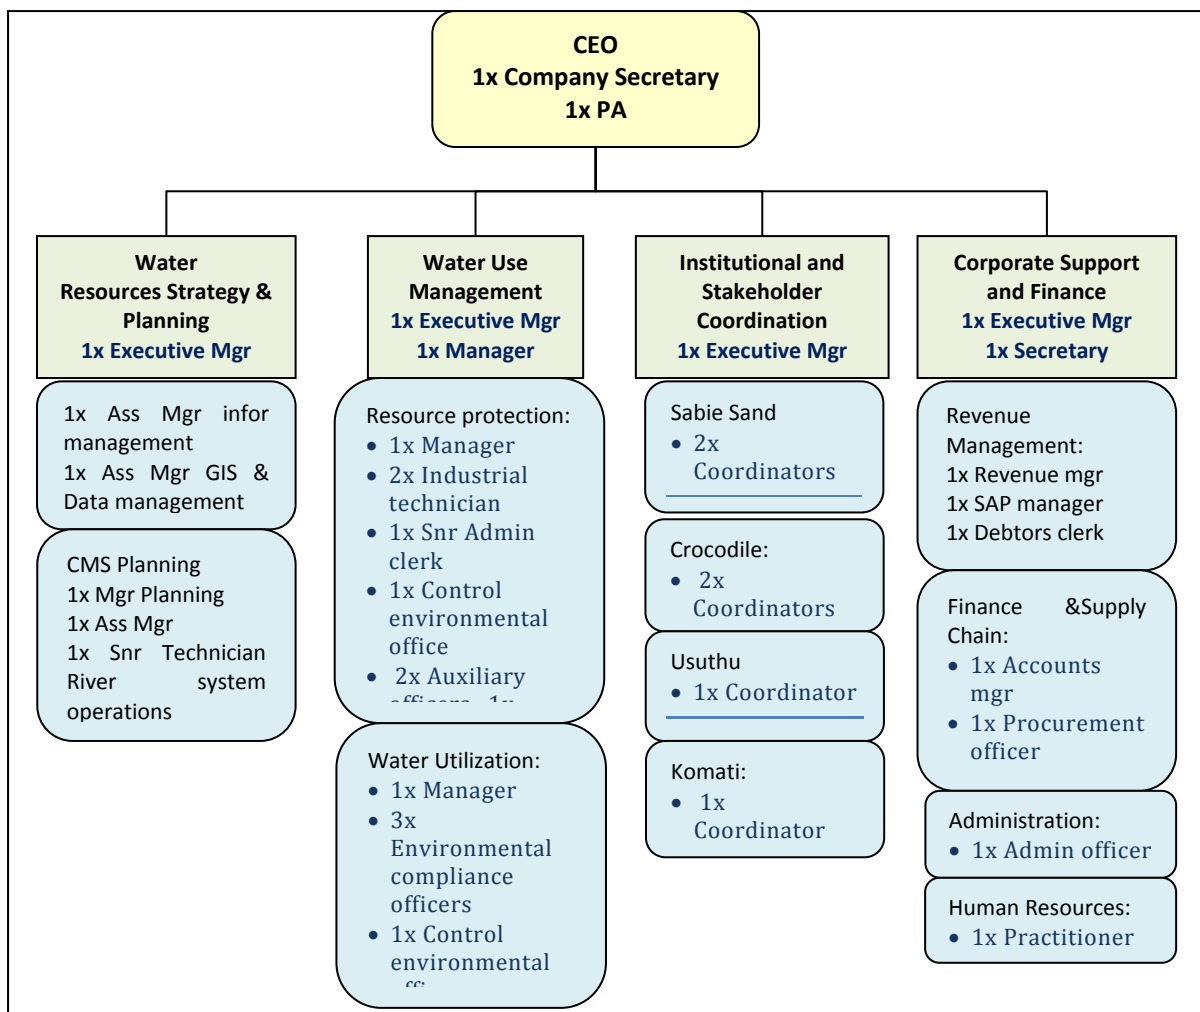 CEO
1x Company Secretary
1x PA
Water
Resources Strategy &
Planning
1x Executive Mgr
1x Ass Mgr infor
management
1x Ass Mgr GIS &
Data management
CMS Planning
1x Mgr Planning
1x Ass Mgr
1x Snr Technician
River system
operations
Water Use
Management
1x Executive Mgr
1x Manager
Resource protection:
• 1x Manager
• 2x Industrial
technician
• 1x Snr Admin
clerk
• 1x Control
environmental
office
• 2x Auxiliary
Water Utilization:
• 1x Manager
• 3x
Environmental
compliance
officers
• 1x Control
environmental
Institutional and
Stakeholder
Coordination
1x Executive Mgr
Sabie Sand
• 2x
Coordinators
Crocodile:
• 2x
Coordinators
Usuthu
• 1x Coordinator
Komati:
• 1x
Coordinator
Corporate Support
and Finance
1x Executive Mgr
1x Secretary
Revenue
Management:
1x Revenue mgr
1x SAP manager
1x Debtors clerk
Finance &Supply
Chain:
• 1x Accounts
mgr
• 1x Procurement
officer
Administration:
• 1x Admin officer
Human Resources:
• 1x Practitioner